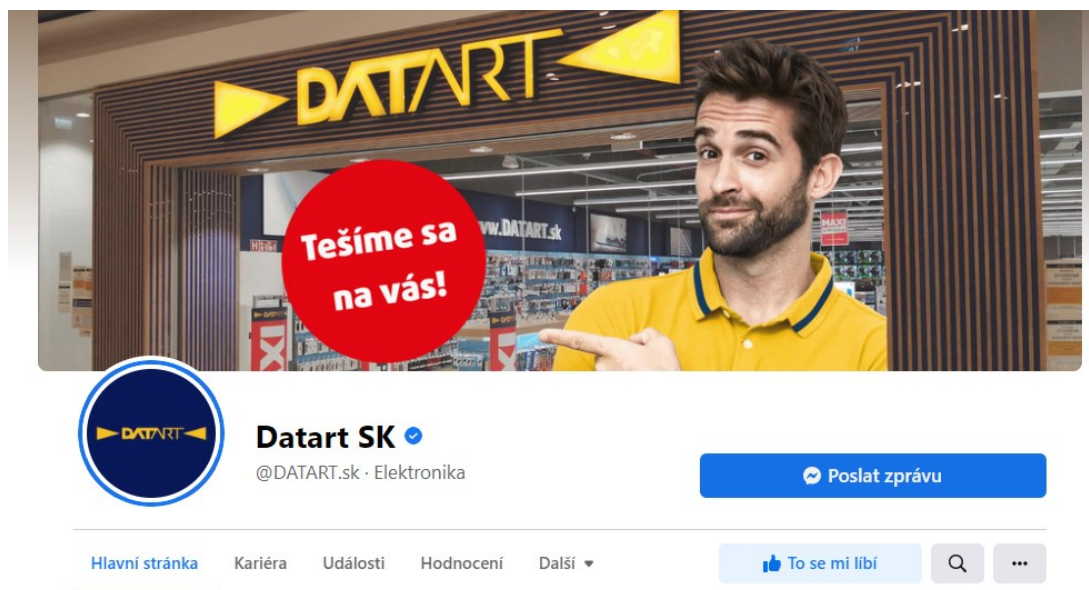 DATART
www.DATART.sk
MAXI
Tešíme sa
na vás!
DATART
Datart SK
@DATART.sk · Elektronika
Poslat zprávu
Hlavní stránka
Kariéra
Události
Hodnocení
Další
To se mi líbí